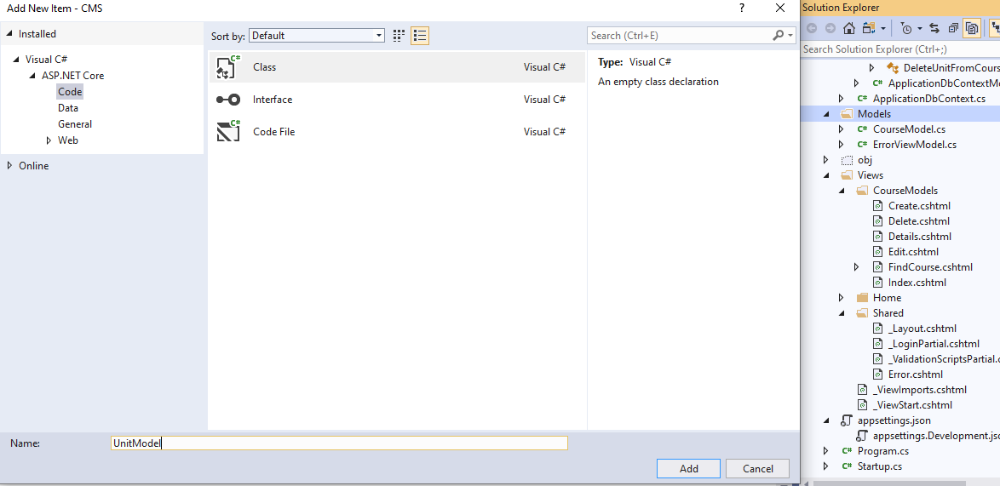 Add New Item - CMS
?
Installed
Visual C#
ASP.NET Core
Code
Data
General
Web
Online
Sort by: Default
Class Visual C#
Interface Visual C#
Code File Visual C#
Search (Ctrl+E)
Type: Visual C#
An empty class declaration
Name: UnitModel
Add Cancel
Solution Explorer
Search Solution Explorer (Ctrl+;)
DeleteUnitFromCours
C# ApplicationDbContextMo
C# ApplicationDbContext.cs
Models
C# CourseModel.cs
C# ErrorViewModel.cs
obj
Views
CourseModels
Create.cshtml
Delete.cshtml
Details.cshtml
Edit.cshtml
FindCourse.cshtml
Index.cshtml
Home
Shared
_Layout.cshtml
_LoginPartial.cshtml
_ValidationScriptsPartial.c
Error.cshtml
_ViewImports.cshtml
_ViewStart.cshtml
appsettings.json
appsettings.Development.jso
C# Program.cs
C# Startup.cs